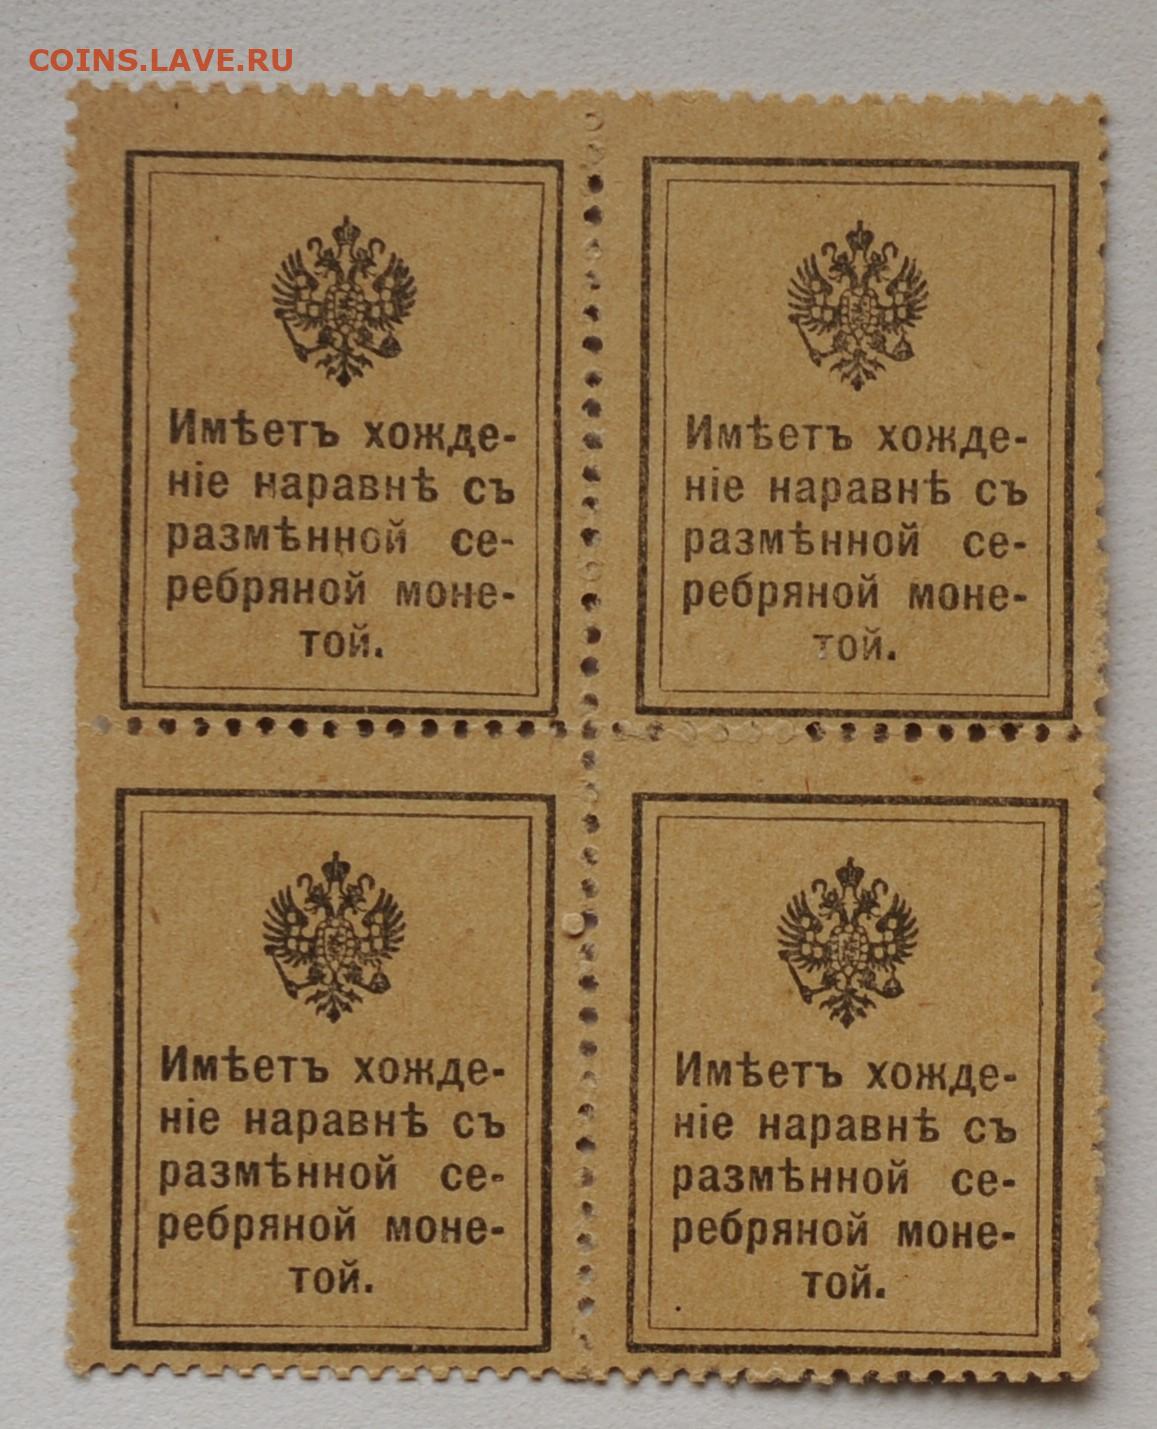 COINS.LAVE.RU
Имѣетъ хожде-
ніе наравнѣ съ
размѣнной се-
ребряной моне-
той.
Имѣетъ хожде-
ніе наравнѣ съ
размѣнной се-
ребряной моне-
той.
Имѣетъ хожде-
ніе наравнѣ съ
размѣнной се-
ребряной моне-
той.
Имѣетъ хожде-
ніе наравнѣ съ
размѣнной се-
ребряной моне-
той.